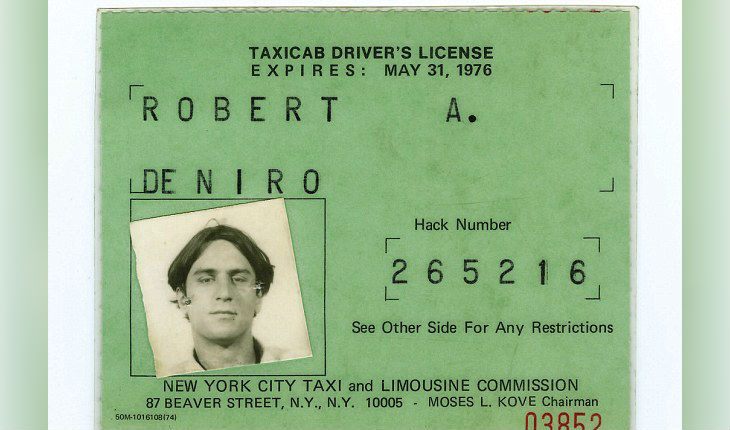 TAXICAB DRIVER'S LICENSE
EXPIRES: MAY 31, 1976
ROBERT A.
DE NIRO
Hack Number
265216
See Other Side For Any Restrictions
NEW YORK CITY TAXI and LIMOUSINE COMMISSION
87 BEAVER STREET, N.Y., N.Y. 10005 - MOSES L. KOVE Chairman
50M-1016108(74)
03852